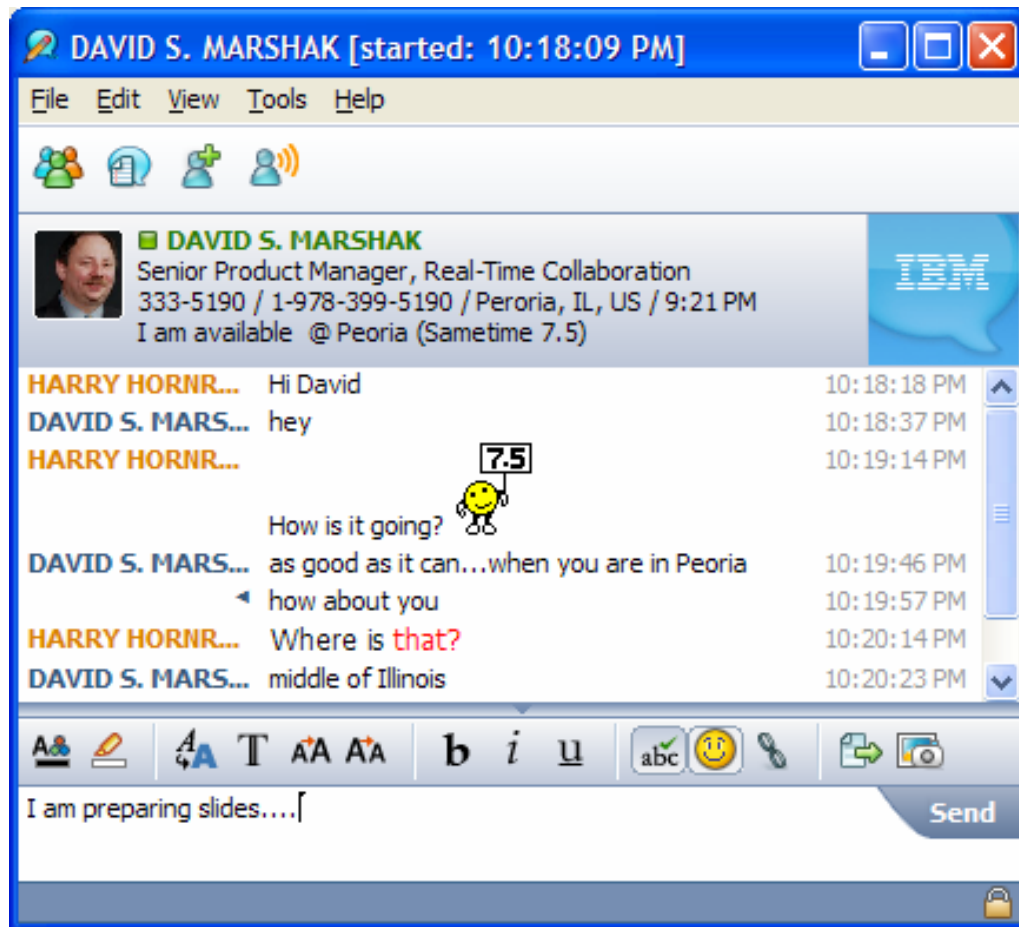 DAVID S. MARSHAK [started: 10:18:09 PM]
File Edit View Tools Help
DAVID S. MARSHAK
Senior Product Manager, Real-Time Collaboration
333-5190 / 1-978-399-5190 / Peroria, IL, US / 9:21 PM
I am available @ Peoria (Sametime 7.5)
IBM
HARRY HORNR... Hi David 10:18:18 PM
DAVID S. MARS... hey 10:18:37 PM
HARRY HORNR... 10:19:14 PM
7.5
How is it going?
DAVID S. MARS... as good as it can...when you are in Peoria 10:19:46 PM
how about you 10:19:57 PM
HARRY HORNR... Where is that? 10:20:14 PM
DAVID S. MARS... middle of Illinois 10:20:23 PM
A A A T AA AA b i u abc
I am preparing slides....
Send